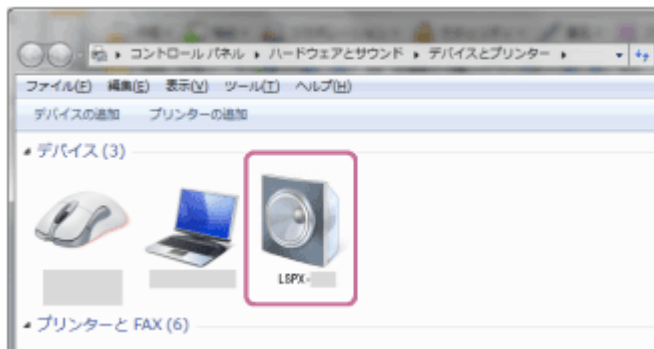 コントロール パネル ▸ ハードウェアとサウンド ▸ デバイスとプリンター ▸
ファイル(F) 編集(E) 表示(V) ツール(T) ヘルプ(H)
デバイスの追加 プリンターの追加
デバイス (3)
LSPX-
プリンターと FAX (6)